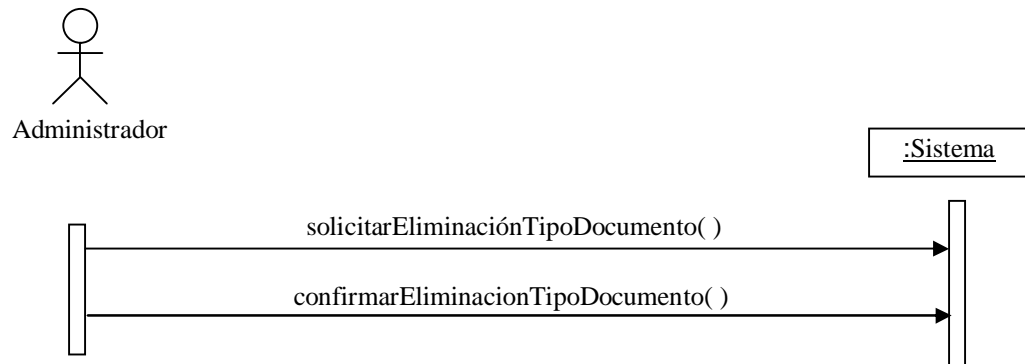 Administrador
:Sistema
solicitarEliminaciónTipoDocumento( )
confirmarEliminacionTipoDocumento( )